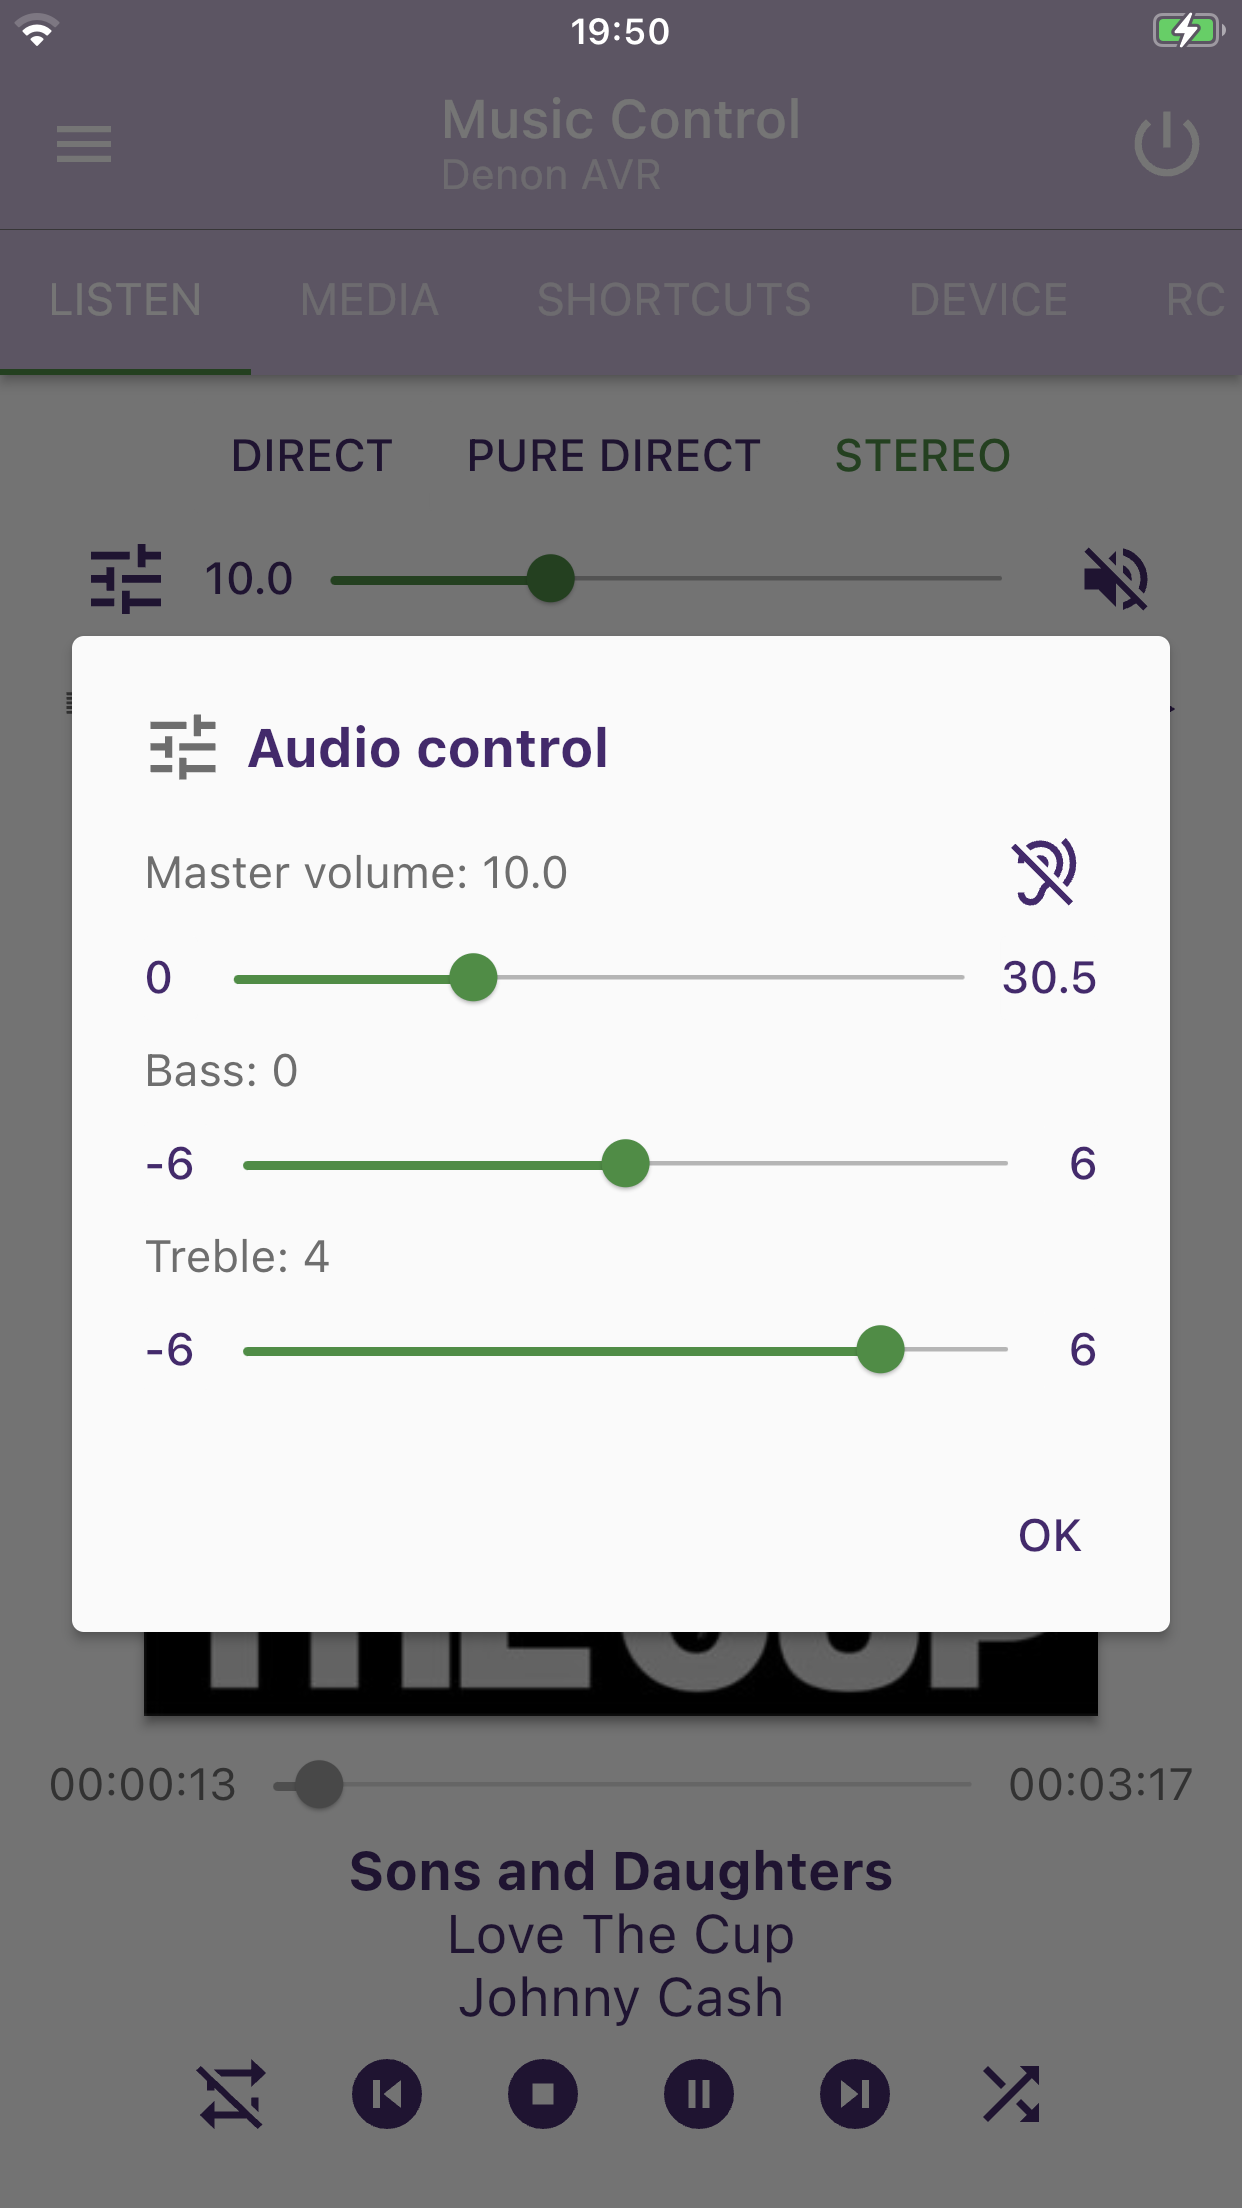 19:50
Music Control
Denon AVR
LISTEN MEDIA SHORTCUTS DEVICE RC
DIRECT PURE DIRECT STEREO
10.0
Audio control
Master volume: 10.0
0 30.5
Bass: 0
-6 6
Treble: 4
-6 6
OK
THE CUP
00:00:13 00:03:17
Sons and Daughters
Love The Cup
Johnny Cash